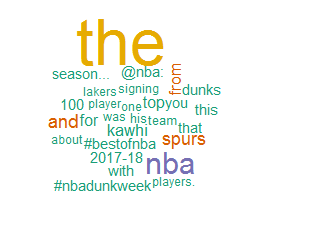 the
season... @nba: from
lakers signing dunks
100 player one top you this
and for was his team that
kawhi
about #bestofnba spurs
2017-18 nba
with
#nbadunkweek players.